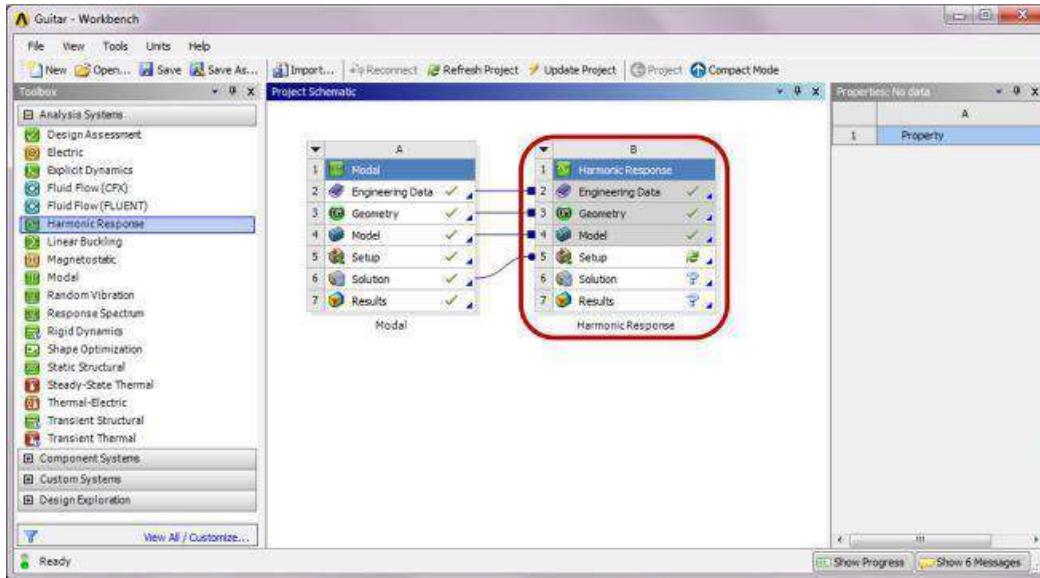 Guitar - Workbench
File View Tools Units Help
New Open... Save Save As... Import... Reconnect Refresh Project Update Project Project Compact Mode
Toolbox
Project Schematic
Properties: No data
Analysis Systems
Design Assessment
Electric
Explicit Dynamics
Fluid Flow (CFX)
Fluid Flow (FLUENT)
Harmonic Response
Linear Buckling
Magnetostatic
Modal
Random Vibration
Response Spectrum
Rigid Dynamics
Shape Optimization
Static Structural
Steady-State Thermal
Thermal-Electric
Transient Structural
Transient Thermal
Component Systems
Custom Systems
Design Exploration
View All / Customize...
A
1 Modal
2 Engineering Data
3 Geometry
4 Model
5 Setup
6 Solution
7 Results
Modal
B
1 Harmonic Response
2 Engineering Data
3 Geometry
4 Model
5 Setup
6 Solution
7 Results
Harmonic Response
A
1 Property
Ready
Show Progress Show 6 Messages